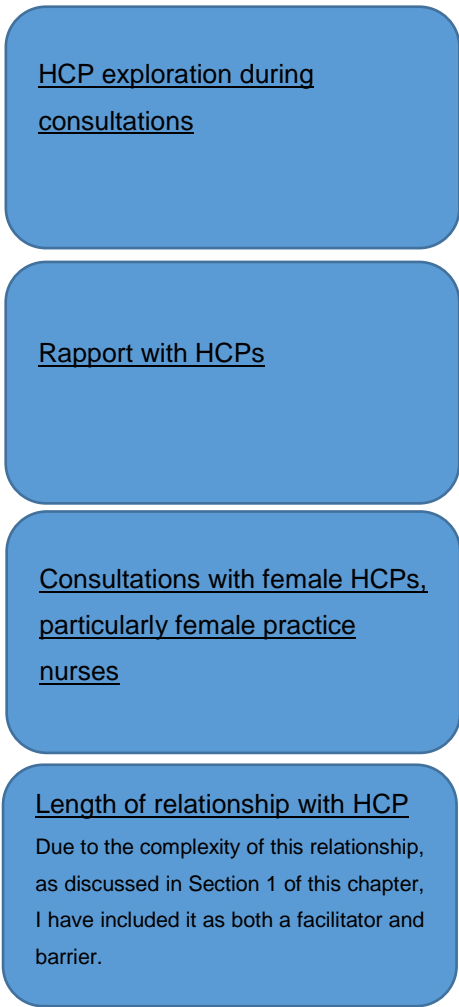 HCP exploration during
consultations
Rapport with HCPs
Consultations with female HCPs,
particularly female practice
nurses
Length of relationship with HCP
Due to the complexity of this relationship,
as discussed in Section 1 of this chapter,
I have included it as both a facilitator and
barrier.